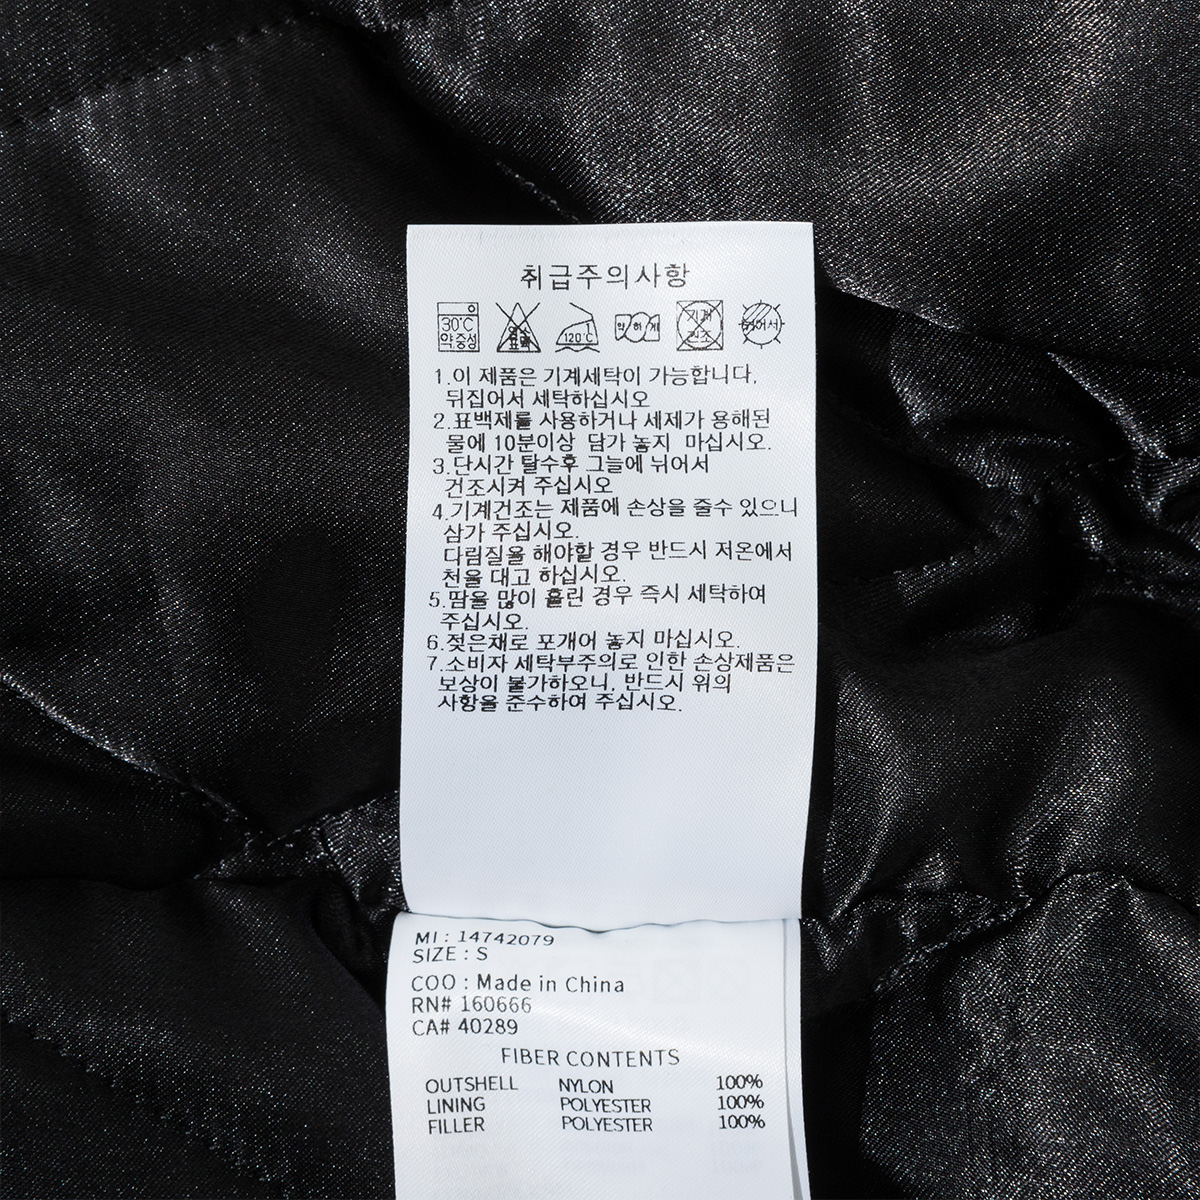 취급주의사항
30℃
약.중성
염소
표백
120℃
약 하 게
기계
건조
뉘어서
1.이 제품은 기계세탁이 가능합니다,
뒤집어서 세탁하십시오
2.표백제를 사용하거나 세제가 용해된
물에 10분이상 담가 놓지 마십시오.
3.단시간 탈수후 그늘에 뉘어서
건조시켜 주십시오
4.기계건조는 제품에 손상을 줄수 있으니
삼가 주십시오.
다림질을 해야할 경우 반드시 저온에서
천을 대고 하십시오.
5.땀을 많이 흘린 경우 즉시 세탁하여
주십시오.
6.젖은채로 포개어 놓지 마십시오.
7.소비자 세탁부주의로 인한 손상제품은
보상이 불가하오니, 반드시 위의
사항을 준수하여 주십시오.
MI : 14742079
SIZE : S
COO : Made in China
RN# 160666
CA# 40289
FIBER CONTENTS
OUTSHELL NYLON 100%
LINING POLYESTER 100%
FILLER POLYESTER 100%